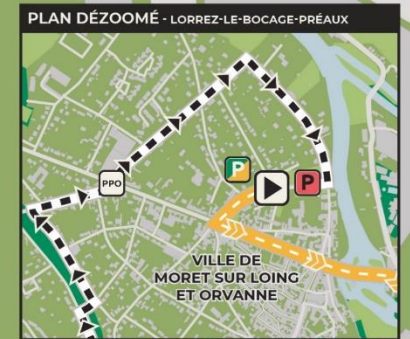 PLAN DÉZOOMÉ - LORREZ-LE-BOCAGE-PRÉAUX
P
P
PPO
VILLE DE
MORET SUR LOING
ET ORVANNE